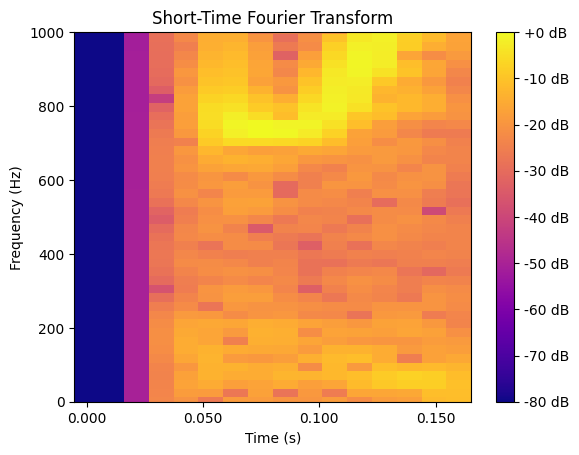 Short-Time Fourier Transform
1000
800
600
400
200
0
Frequency (Hz)
0.000
0.050
0.100
0.150
Time (s)
+0 dB
-10 dB
-20 dB
-30 dB
-40 dB
-50 dB
-60 dB
-70 dB
-80 dB